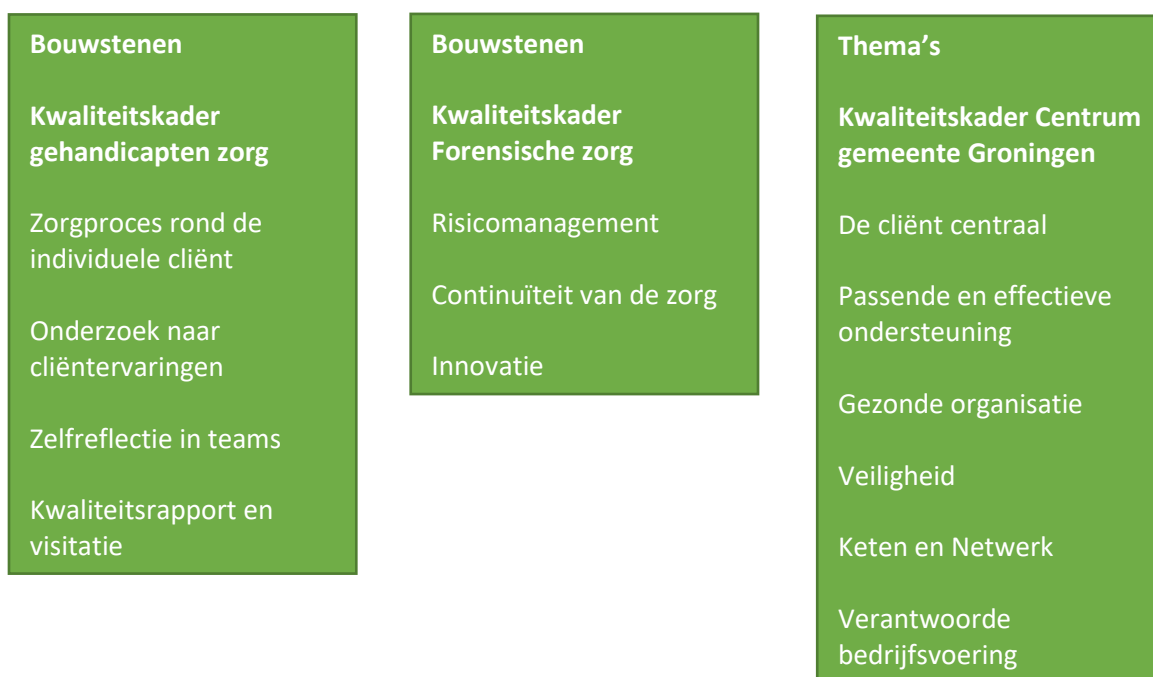 Bouwstenen
Kwaliteitskader
gehandicapten zorg
Zorgproces rond de
individuele cliënt
Onderzoek naar
cliëntervaringen
Zelfreflectie in teams
Kwaliteitsrapport en
visitatie
Bouwstenen
Kwaliteitskader
Forensische zorg
Risicomanagement
Continuïteit van de zorg
Innovatie
Thema’s
Kwaliteitskader Centrum
gemeente Groningen
De cliënt centraal
Passende en effectieve
ondersteuning
Gezonde organisatie
Veiligheid
Keten en Netwerk
Verantwoorde
bedrijfsvoering